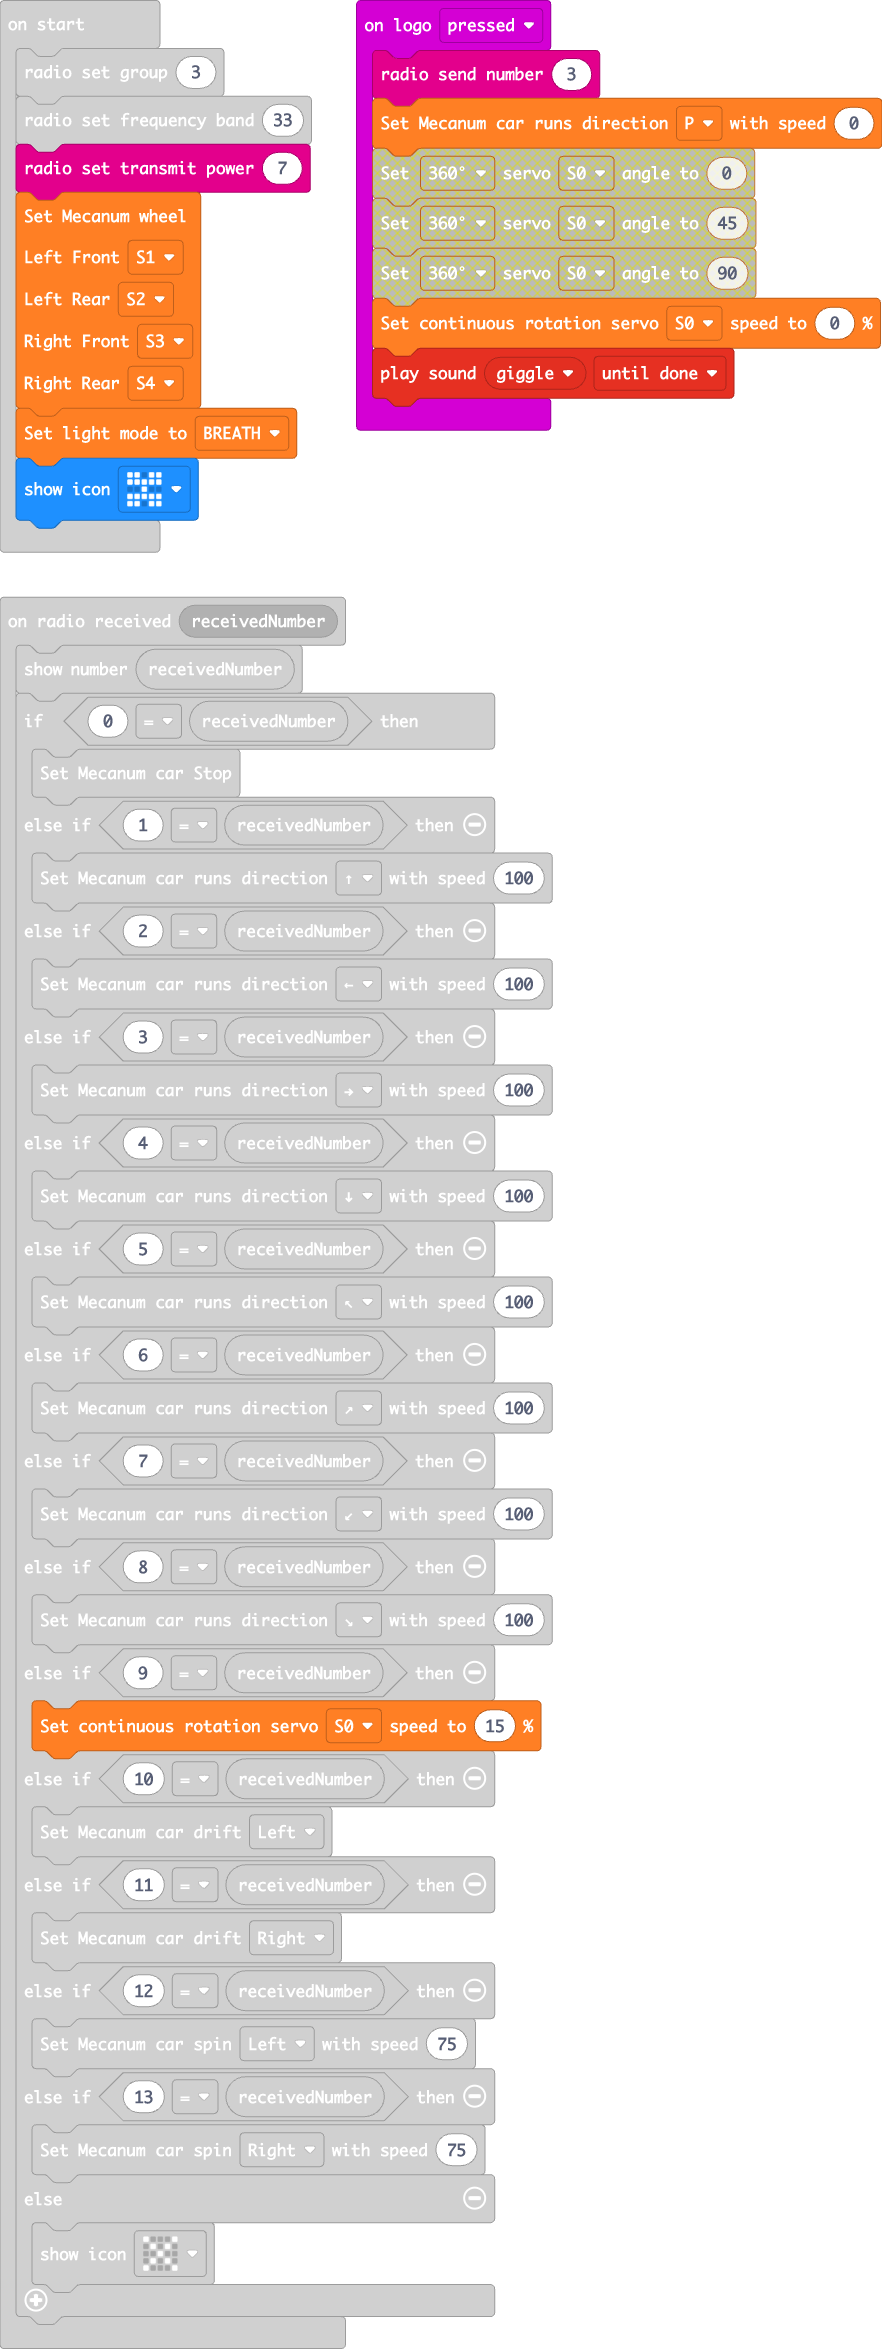 on start
radio set group 3
radio set frequency band 33
radio set transmit power 7
Set Mecanum wheel
Left Front S1
Left Rear S2
Right Front S3
Right Rear S4
Set light mode to BREATH
show icon
on logo pressed
radio send number 3
Set Mecanum car runs direction P with speed 0
Set 360° servo S0 angle to 0
Set 360° servo S0 angle to 45
Set 360° servo S0 angle to 90
Set continuous rotation servo S0 speed to 0 %
play sound giggle until done
on radio received receivedNumber
show number receivedNumber
if 0 = receivedNumber then
Set Mecanum car Stop
else if 1 = receivedNumber then
Set Mecanum car runs direction ↑ with speed 100
else if 2 = receivedNumber then
Set Mecanum car runs direction ← with speed 100
else if 3 = receivedNumber then
Set Mecanum car runs direction → with speed 100
else if 4 = receivedNumber then
Set Mecanum car runs direction ↓ with speed 100
else if 5 = receivedNumber then
Set Mecanum car runs direction ↖ with speed 100
else if 6 = receivedNumber then
Set Mecanum car runs direction ↗ with speed 100
else if 7 = receivedNumber then
Set Mecanum car runs direction ↙ with speed 100
else if 8 = receivedNumber then
Set Mecanum car runs direction ↘ with speed 100
else if 9 = receivedNumber then
Set continuous rotation servo S0 speed to 15 %
else if 10 = receivedNumber then
Set Mecanum car drift Left
else if 11 = receivedNumber then
Set Mecanum car drift Right
else if 12 = receivedNumber then
Set Mecanum car spin Left with speed 75
else if 13 = receivedNumber then
Set Mecanum car spin Right with speed 75
else
show icon